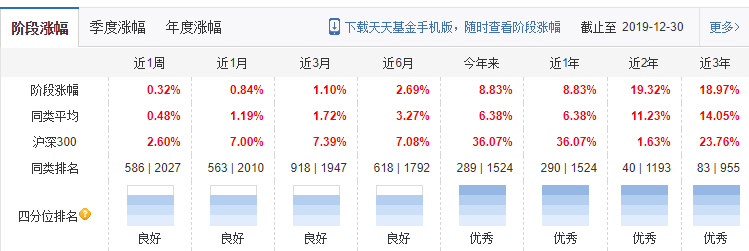 阶段涨幅 季度涨幅 年度涨幅 下载天天基金手机版，随时查看阶段涨幅 截止至 2019-12-30 更多>
近1周 近1月 近3月 近6月 今年来 近1年 近2年 近3年
阶段涨幅 0.32% 0.84% 1.10% 2.69% 8.83% 8.83% 19.32% 18.97%
同类平均 0.48% 1.19% 1.72% 3.27% 6.38% 6.38% 11.23% 14.05%
沪深300 2.60% 7.00% 7.39% 7.08% 36.07% 36.07% 1.63% 23.76%
同类排名 586 | 2027 563 | 2010 918 | 1947 618 | 1792 289 | 1524 290 | 1524 40 | 1193 83 | 955
四分位排名?
良好 良好 良好 良好 优秀 优秀 优秀 优秀